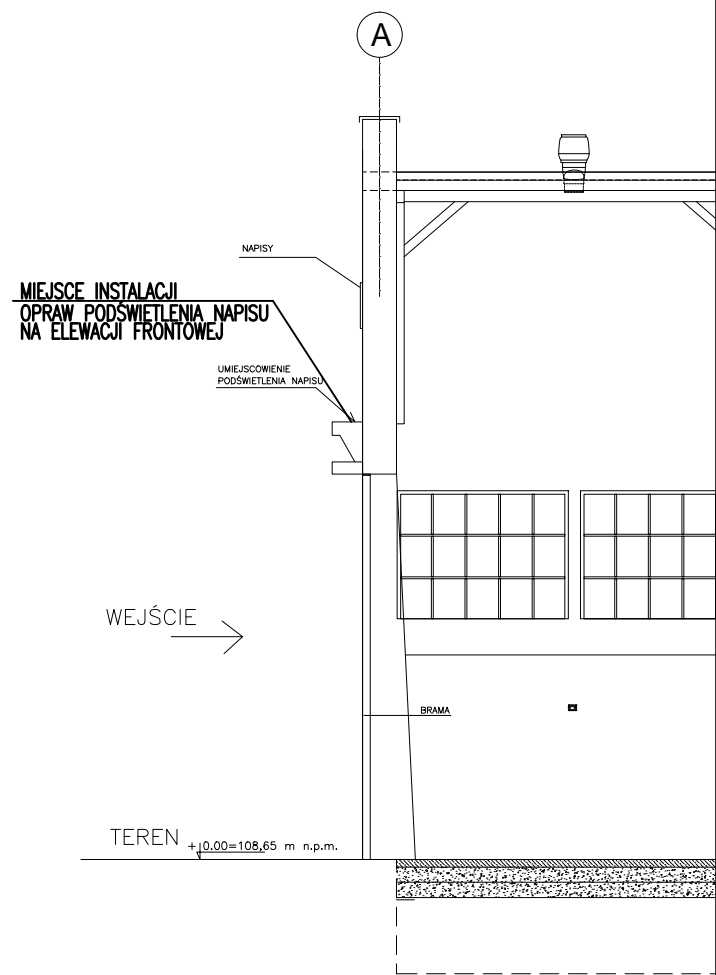 A
NAPISY
MIEJSCE INSTALACJI
OPRAW PODŚWIETLENIA NAPISU
NA ELEWACJI FRONTOWEJ
UMIEJSCOWIENIE
PODŚWIETLENIA NAPISU
WEJŚCIE
BRAMA
TEREN
+0.00=108,65 m n.p.m.